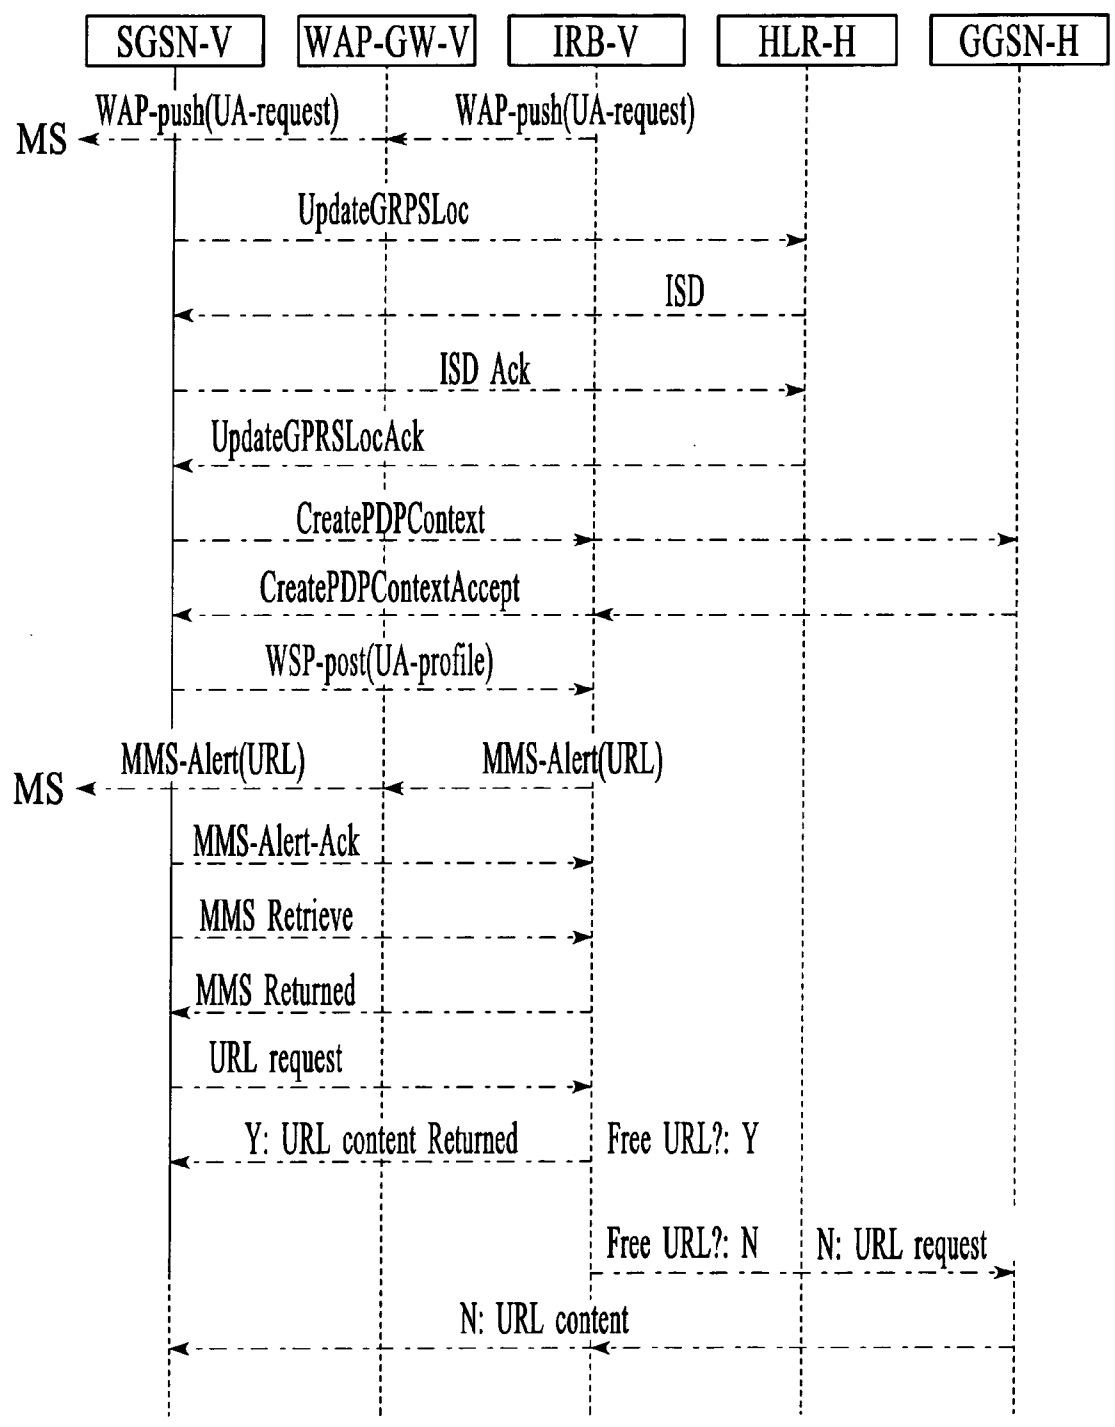 SGSN-V WAP-GW-V IRB-V HLR-H GGSN-H
WAP-push(UA-request) WAP-push(UA-request)
MS
UpdateGRPSLoc
ISD
ISD Ack
UpdateGPRSLocAck
CreatePDPContext
CreatePDPContextAccept
WSP-post(UA-profile)
MMS-Alert(URL) MMS-Alert(URL)
MS
MMS-Alert-Ack
MMS Retrieve
MMS Returned
URL request
Y: URL content Returned Free URL?: Y
Free URL?: N N: URL request
N: URL content